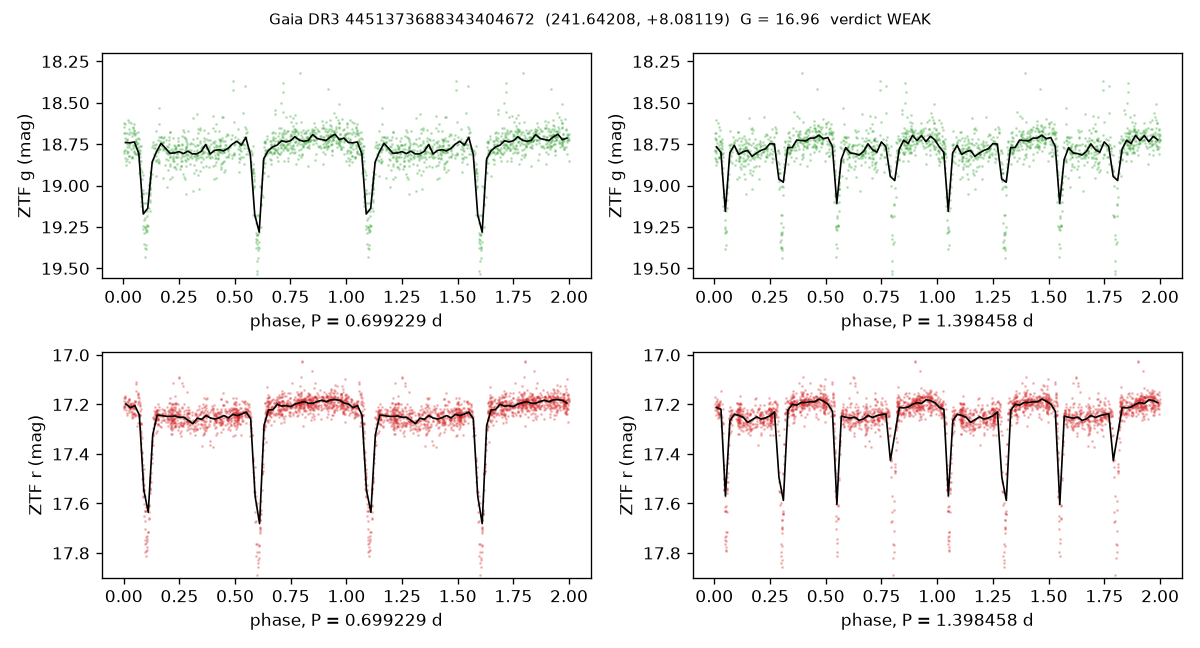 Gaia DR3 4451373688343404672 (241.64208, +8.08119) G = 16.96 verdict WEAK
ZTF g (mag)
18.25
18.50
18.75
19.00
19.25
19.50
0.00 0.25 0.50 0.75 1.00 1.25 1.50 1.75 2.00
phase, P = 0.699229 d
ZTF g (mag)
18.25
18.50
18.75
19.00
19.25
19.50
0.00 0.25 0.50 0.75 1.00 1.25 1.50 1.75 2.00
phase, P = 1.398458 d
ZTF r (mag)
17.0
17.2
17.4
17.6
17.8
0.00 0.25 0.50 0.75 1.00 1.25 1.50 1.75 2.00
phase, P = 0.699229 d
ZTF r (mag)
17.0
17.2
17.4
17.6
17.8
0.00 0.25 0.50 0.75 1.00 1.25 1.50 1.75 2.00
phase, P = 1.398458 d